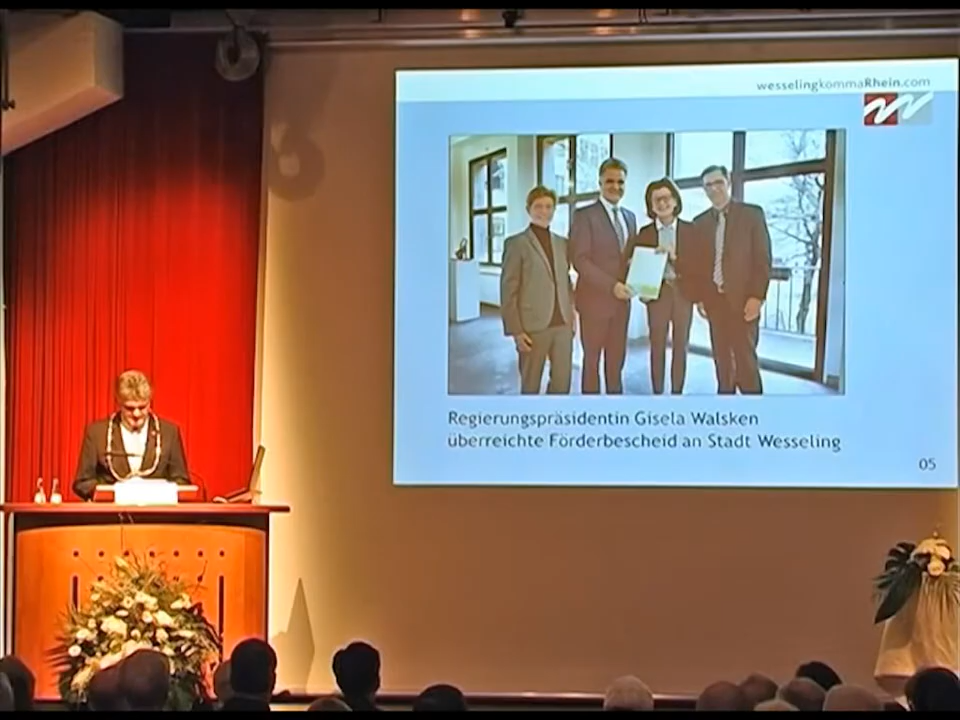 wesselingkommaRhein.com
Regierungspräsidentin Gisela Walsken
überreichte Förderbescheid an Stadt Wesseling
05